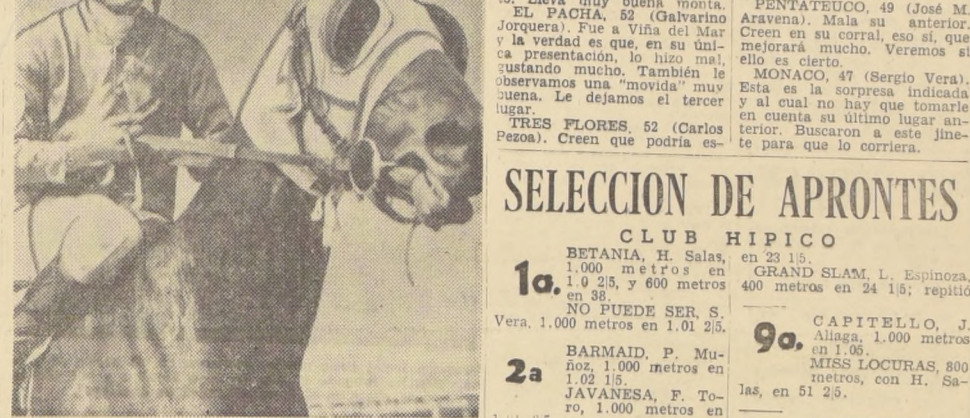 Lleva muy buena monta.
EL PACHA, 52 (Galvarino
Jorquera). Fue a Viña del Mar
y la verdad es que, en su úni-
ca presentación, lo hizo mal,
gustando mucho. También le
observamos una "movida" muy
buena. Le dejamos el tercer
lugar.
TRES FLORES, 52 (Carlos
Pezoa). Creen que podría es-
PENTATEUCO, 49 (José M.
Aravena). Mala su anterior.
Creen en su corral, eso sí, que
mejorará mucho. Veremos si
ello es cierto.
MONACO, 47 (Sergio Vera).
Esta es la sorpresa indicada
y al cual no hay que tomarle
en cuenta su último lugar an-
terior. Buscaron a este jine-
te para que lo corriera.
SELECCION DE APRONTES
CLUB HIPICO
1a.
BETANIA, H. Salas,
1.000 metros en
1.0 2|5, y 600 metros
en 38.
NO PUEDE SER, S.
Vera, 1.000 metros en 1.01 2|5.
2a
BARMAID, P. Mu-
ñoz, 1.000 metros en
1.02 1|5.
JAVANESA, F. To-
ro, 1.000 metros en
en 23 1|5.
GRAND SLAM, L. Espinoza,
400 metros en 24 1|5; repitió
9a.
CAPITELLO, J.
Aliaga, 1.000 metros
en 1.05.
MISS LOCURAS, 800
metros, con H. Sa-
las, en 51 2|5.